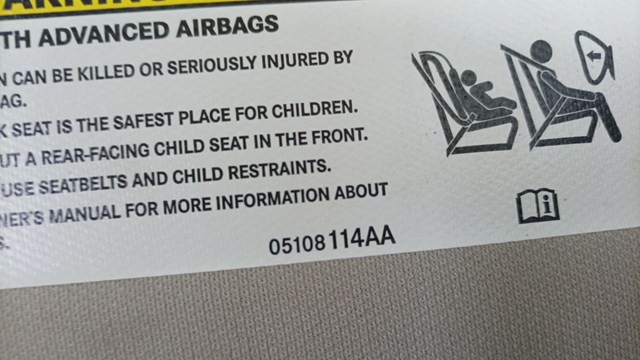 TH ADVANCED AIRBAGS
N CAN BE KILLED OR SERIOUSLY INJURED BY
AG.
K SEAT IS THE SAFEST PLACE FOR CHILDREN.
UT A REAR-FACING CHILD SEAT IN THE FRONT.
USE SEATBELTS AND CHILD RESTRAINTS.
NER'S MANUAL FOR MORE INFORMATION ABOUT
S.
05108114AA